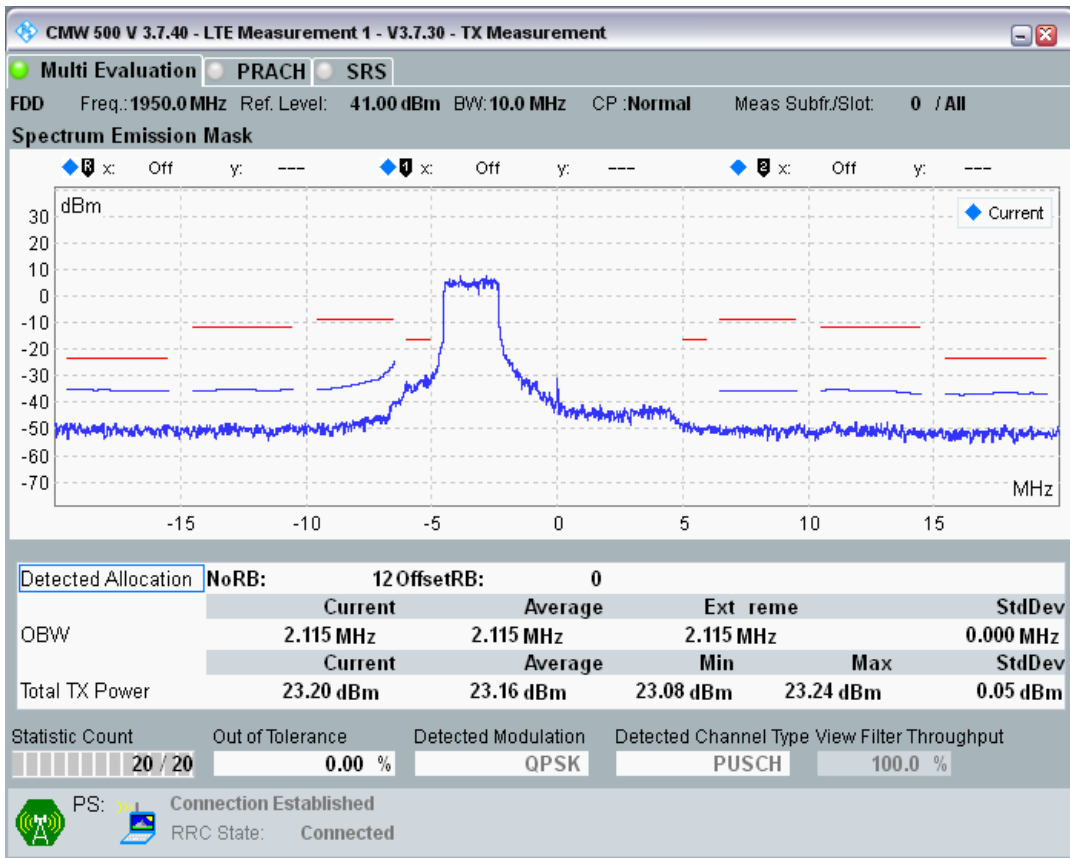 CMW 500 V 3.7.40 - LTE Measurement 1 - V3.7.30 - TX Measurement
Multi Evaluation PRACH SRS
FDD Freq.: 1950.0 MHz Ref. Level: 41.00 dBm BW: 10.0 MHz CP : Normal Meas Subfr./Slot: 0 / All
Spectrum Emission Mask
R x: Off y: --- 1 x: Off y: --- 2 x: Off y: ---
dBm
Current
30
20
10
0
-10
-20
-30
-40
-50
-60
-70
MHz
-15 -10 -5 0 5 10 15
Detected Allocation NoRB: 12 OffsetRB: 0
Current Average Ext reme StdDev
OBW 2.115 MHz 2.115 MHz 2.115 MHz 0.000 MHz
Current Average Min Max StdDev
Total TX Power 23.20 dBm 23.16 dBm 23.08 dBm 23.24 dBm 0.05 dBm
Statistic Count Out of Tolerance Detected Modulation Detected Channel Type View Filter Throughput
20 / 20 0.00 % QPSK PUSCH 100.0 %
PS: Connection Established
RRC State: Connected